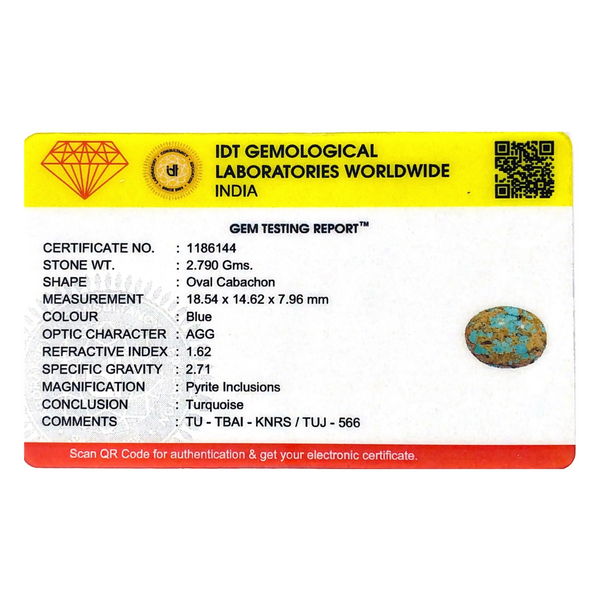 IDT GEMOLOGICAL
LABORATORIES WORLDWIDE
INDIA
idt
GEM TESTING REPORT™
CERTIFICATE NO. : 1186144
STONE WT. : 2.790 Gms.
SHAPE : Oval Cabachon
MEASUREMENT : 18.54 x 14.62 x 7.96 mm
COLOUR : Blue
OPTIC CHARACTER : AGG
REFRACTIVE INDEX : 1.62
SPECIFIC GRAVITY : 2.71
MAGNIFICATION : Pyrite Inclusions
CONCLUSION : Turquoise
COMMENTS : TU - TBAI - KNRS / TUJ - 566
Scan QR Code for authentication & get your electronic certificate.